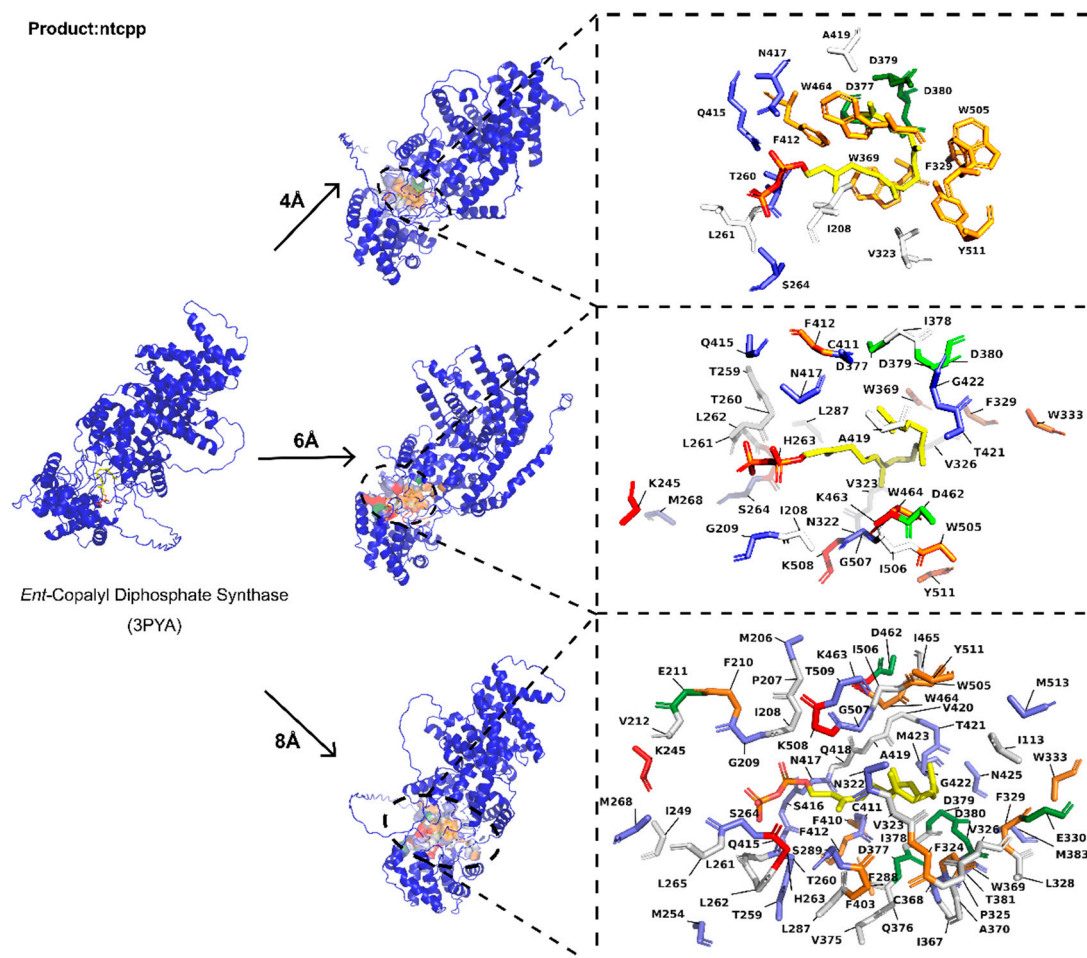 Product:ntcpp
4Å
6Å
8Å
Ent-Copalyl Diphosphate Synthase
(3PYA)
A419
N417
D379
W464
D377
D380
Q415
W505
F412
W369
F329
T260
L261
I208
V323
Y511
S264
F412
I378
Q415
C411
D377
D379
D380
T259
N417
W369
G422
T260
F329
W333
L262
L287
L261
H263
A419
T421
V326
K245
V323
M268
S264
K463
W464
D462
I208
N322
G209
W505
K508
G507
I506
Y511
M206
D462
I465
E211
F210
K463
I506
Y511
P207
T509
W505
M513
V212
I208
G507
W464
V420
K508
M423
T421
K245
Q418
I113
G209
N417
A419
W333
N322
G422
N425
M268
S264
S416
C411
D379
F329
I249
F410
D380
E330
F412
V323
V326
Q415
I378
M383
L261
S289
D377
F324
L265
T260
F288
W369
L328
L262
H263
C368
T381
T259
F403
P325
M254
L287
Q376
A370
V375
I367